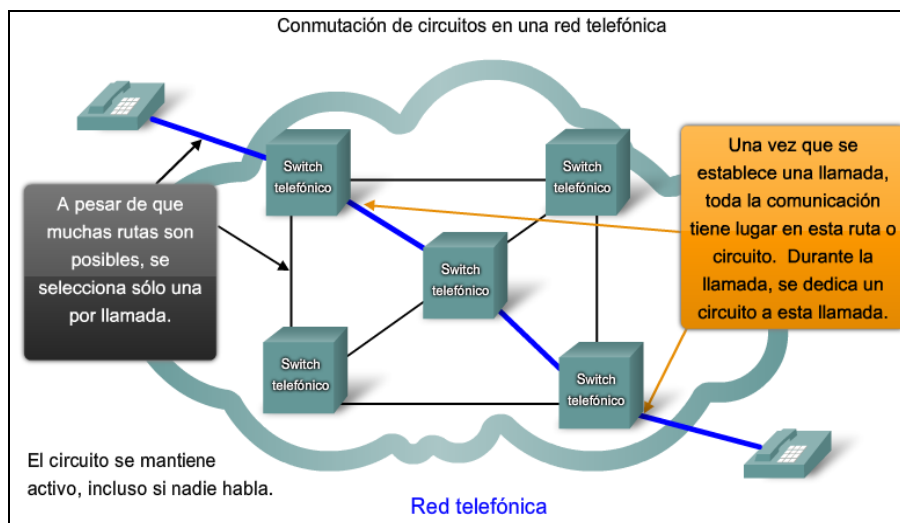 Conmutación de circuitos en una red telefónica
Switch
telefónico
Switch
telefónico
Una vez que se
establece una llamada,
toda la comunicación
tiene lugar en esta ruta o
circuito. Durante la
llamada, se dedica un
circuito a esta llamada.
A pesar de que
muchas rutas son
posibles, se
selecciona sólo una
por llamada.
Switch
telefónico
Switch
telefónico
Switch
telefónico
El circuito se mantiene
activo, incluso si nadie habla.
Red telefónica